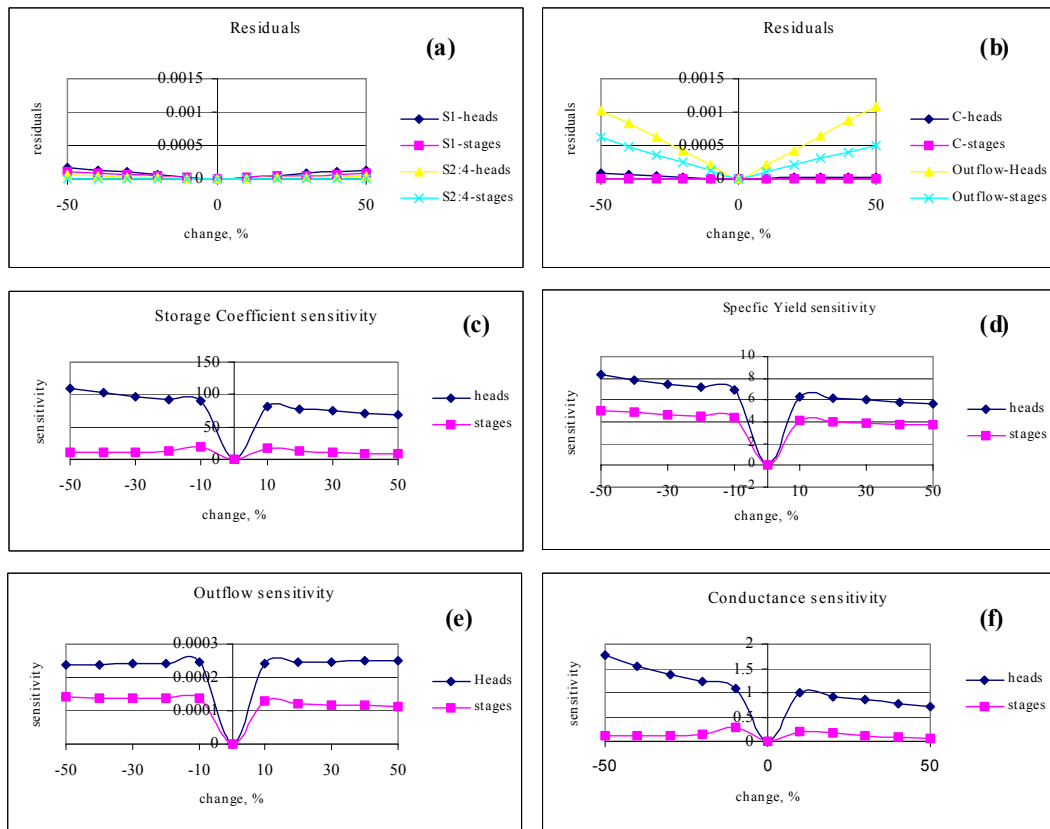 Residuals
(a)
0.0015
0.001
0.0005
0
-50 0 50
residuals
change, %
S1-heads
S1-stages
S2:4-heads
S2:4-stages
Residuals
(b)
0.0015
0.001
0.0005
0
-50 0 50
residuals
change, %
C-heads
C-stages
Outflow-Heads
Outflow-stages
Storage Coefficient sensitivity
(c)
150
100
50
0
-50 -30 -10 10 30 50
sensitivity
change, %
heads
stages
Specfic Yield sensitivity
(d)
10
8
6
4
2
0
-2
-50 -30 -10 10 30 50
sensitivity
change, %
heads
stages
Outflow sensitivity
(e)
0.0003
0.0002
0.0001
0
-50 -30 -10 10 30 50
sensitivity
change, %
Heads
stages
Conductance sensitivity
(f)
2
1.5
1
0.5
0
-50 0 50
sensitivity
change, %
heads
stages